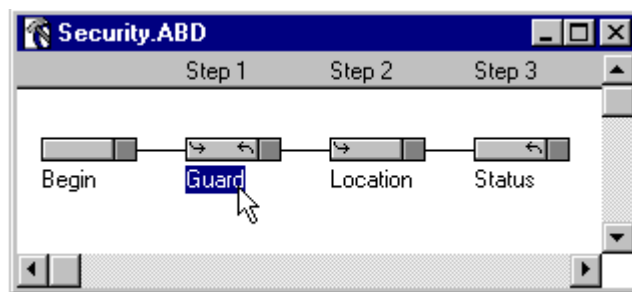 Security.ABD
Step 1 Step 2 Step 3
Begin Guard Location Status